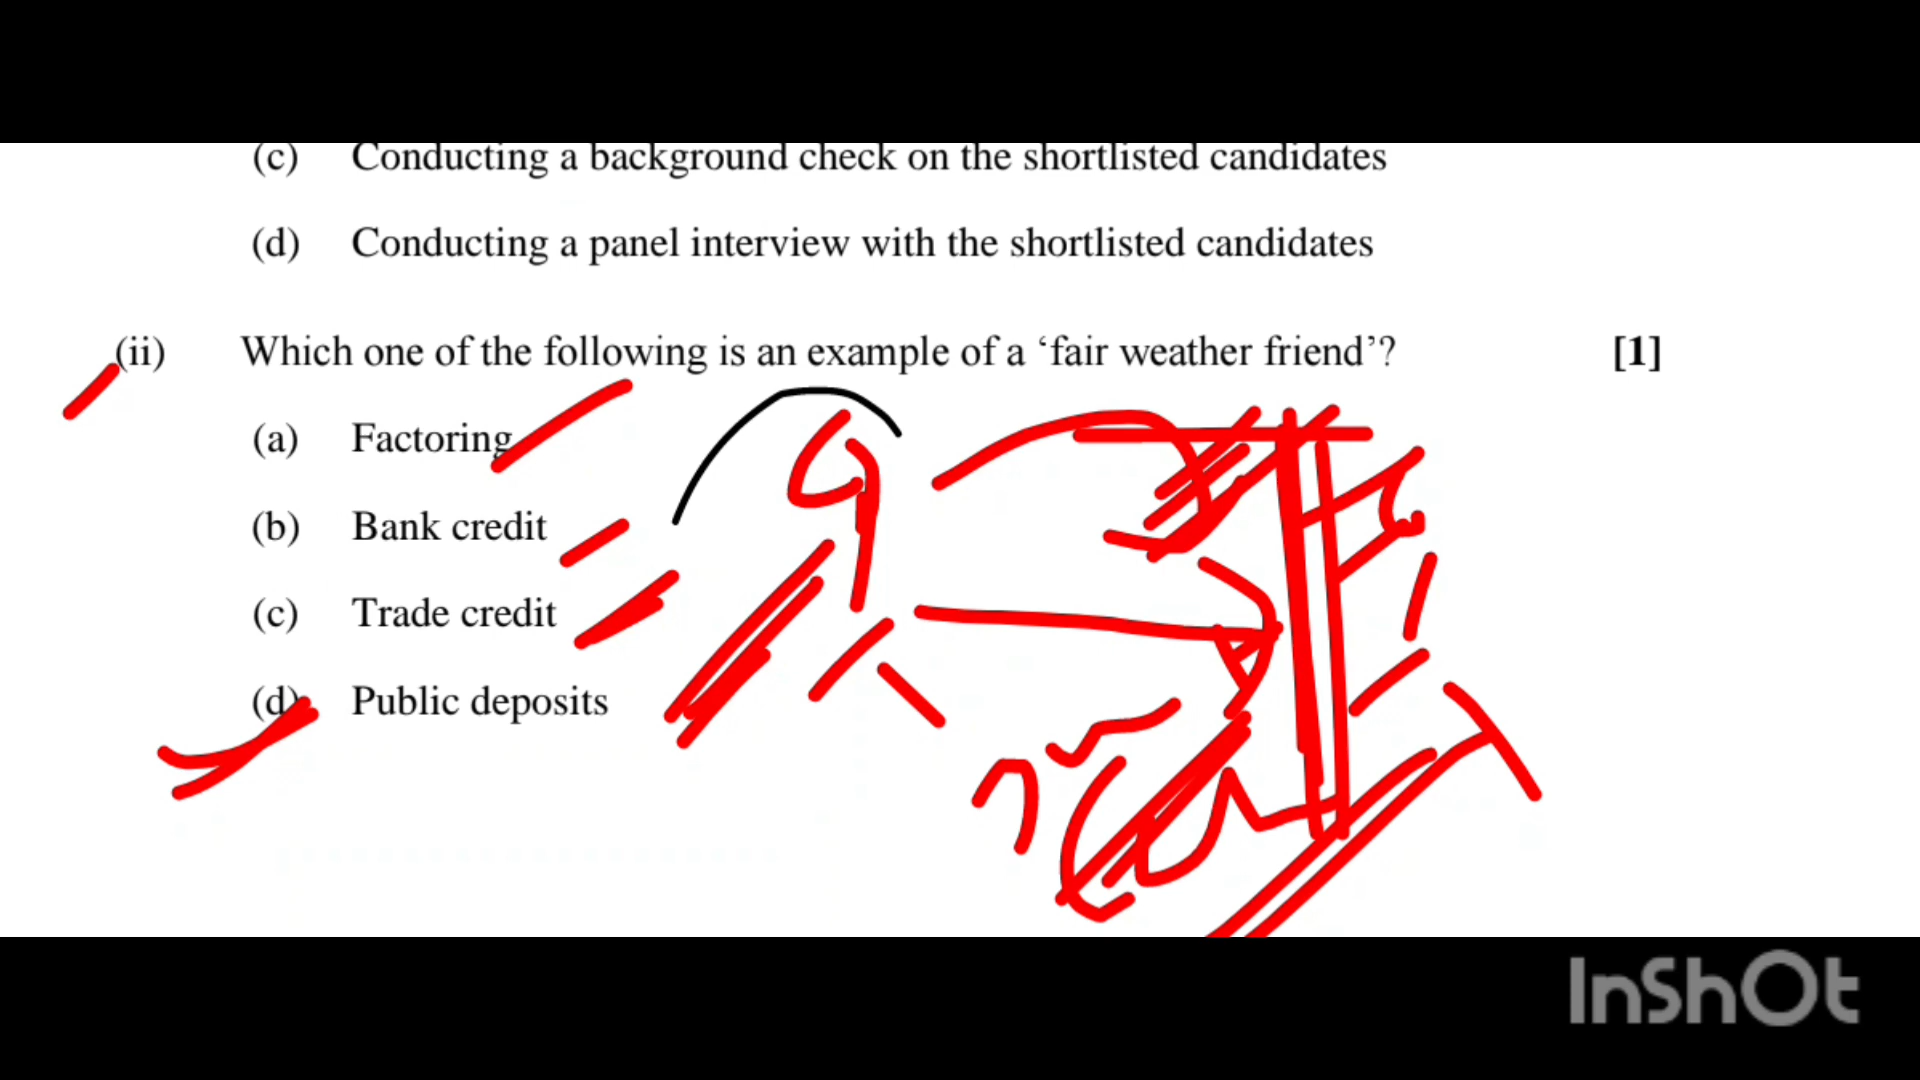 (c) Conducting a background check on the shortlisted candidates
(d) Conducting a panel interview with the shortlisted candidates
(ii) Which one of the following is an example of a ‘fair weather friend’? [1]
(a) Factoring
(b) Bank credit
(c) Trade credit
(d) Public deposits
InShOt